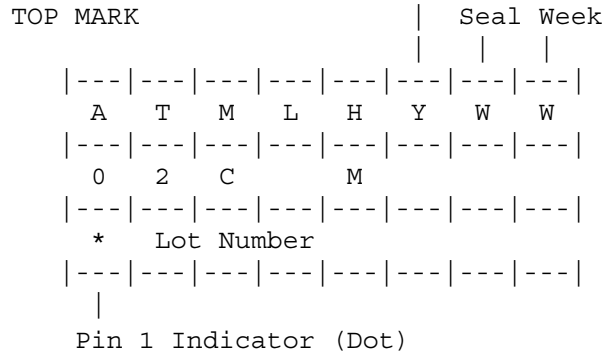 TOP MARK | Seal Week
| | |
|---|---|---|---|---|---|---|---|
A T M L H Y W W
|---|---|---|---|---|---|---|---|
0 2 C M
|---|---|---|---|---|---|---|---|
* Lot Number
|---|---|---|---|---|---|---|---|
|
Pin 1 Indicator (Dot)